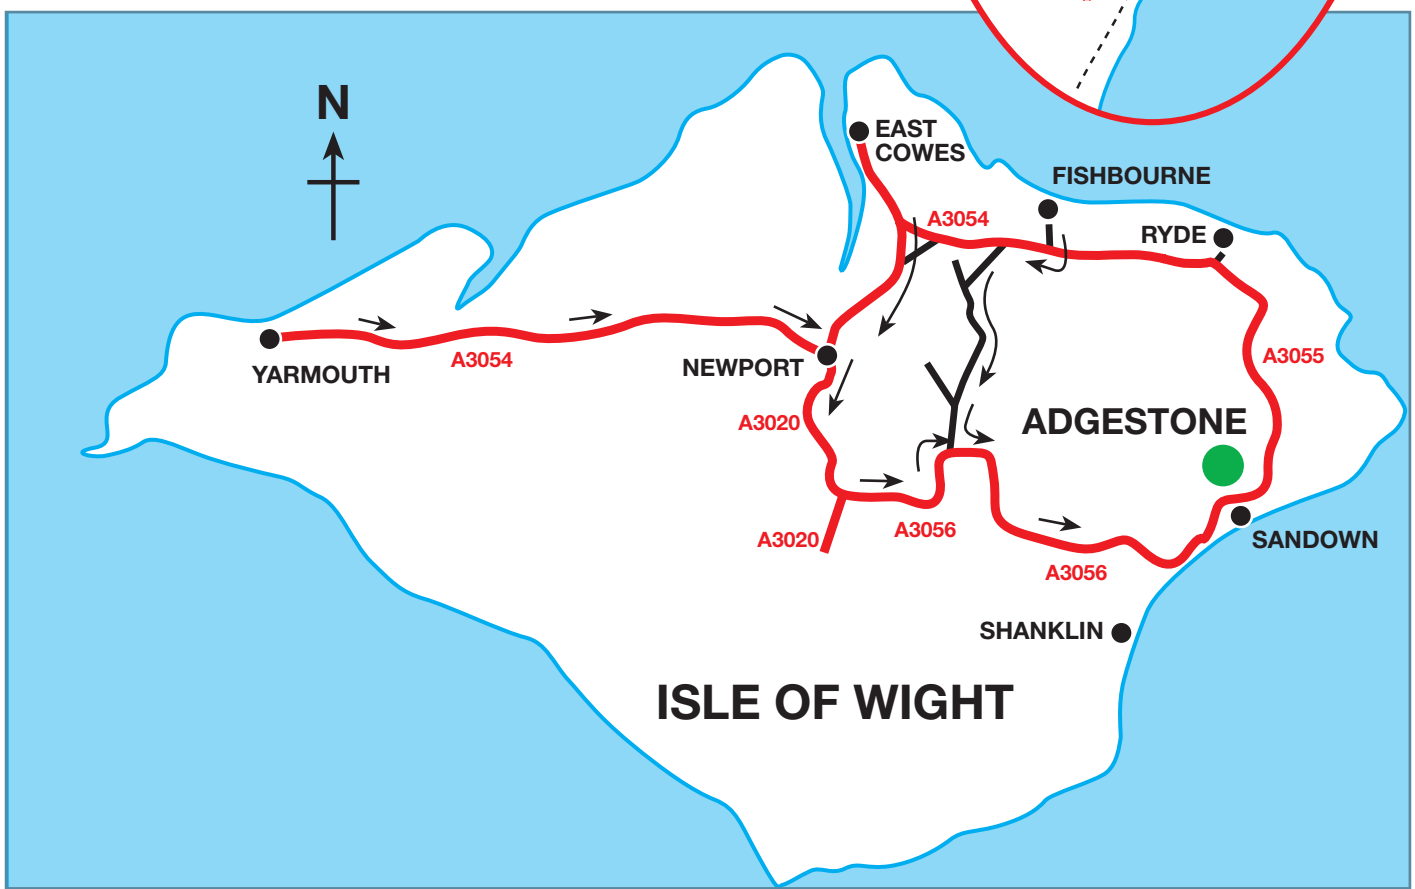 N
EAST
COWES
FISHBOURNE
A3054
RYDE
A3054
YARMOUTH
NEWPORT
A3055
A3020
ADGESTONE
A3020
A3056
SANDOWN
A3056
SHANKLIN
ISLE OF WIGHT